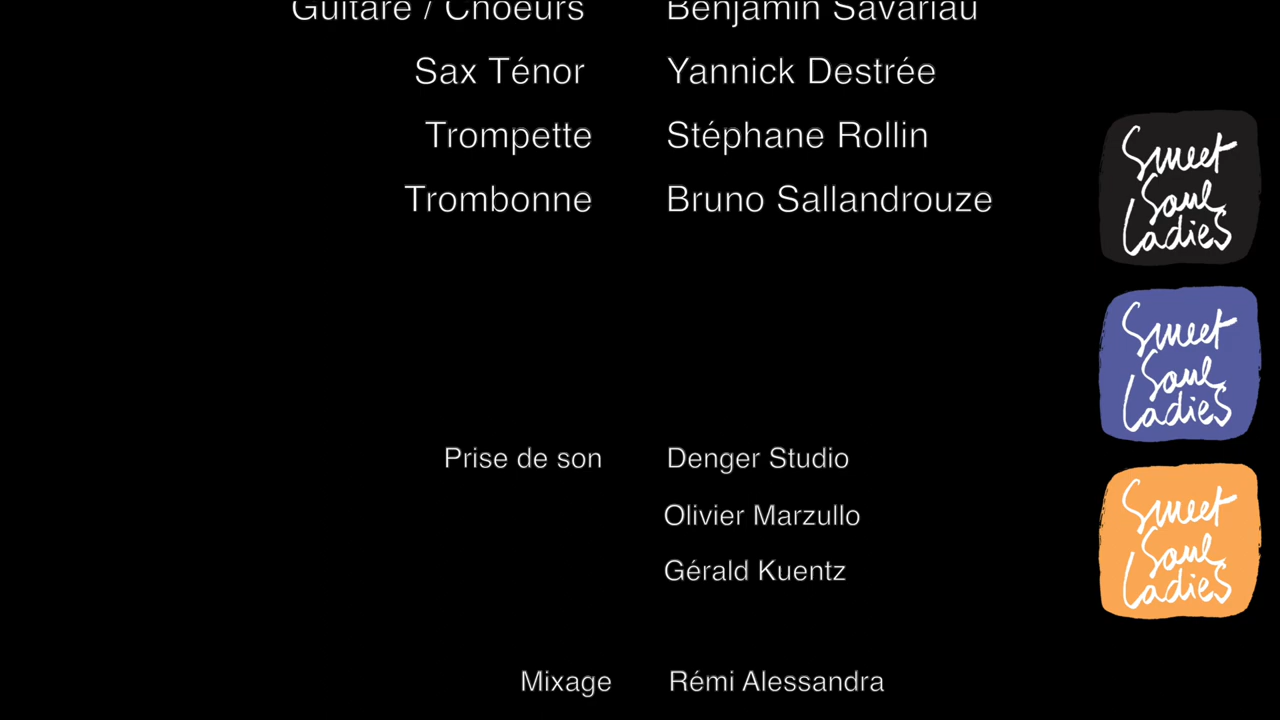 Guitare / Choeurs Benjamin Savariau
Sax Ténor Yannick Destrée
Trompette Stéphane Rollin
Trombonne Bruno Sallandrouze
Prise de son Denger Studio
Olivier Marzullo
Gérald Kuentz
Mixage Rémi Alessandra
Sweet
Soul
Ladies
Sweet
Soul
Ladies
Sweet
Soul
Ladies